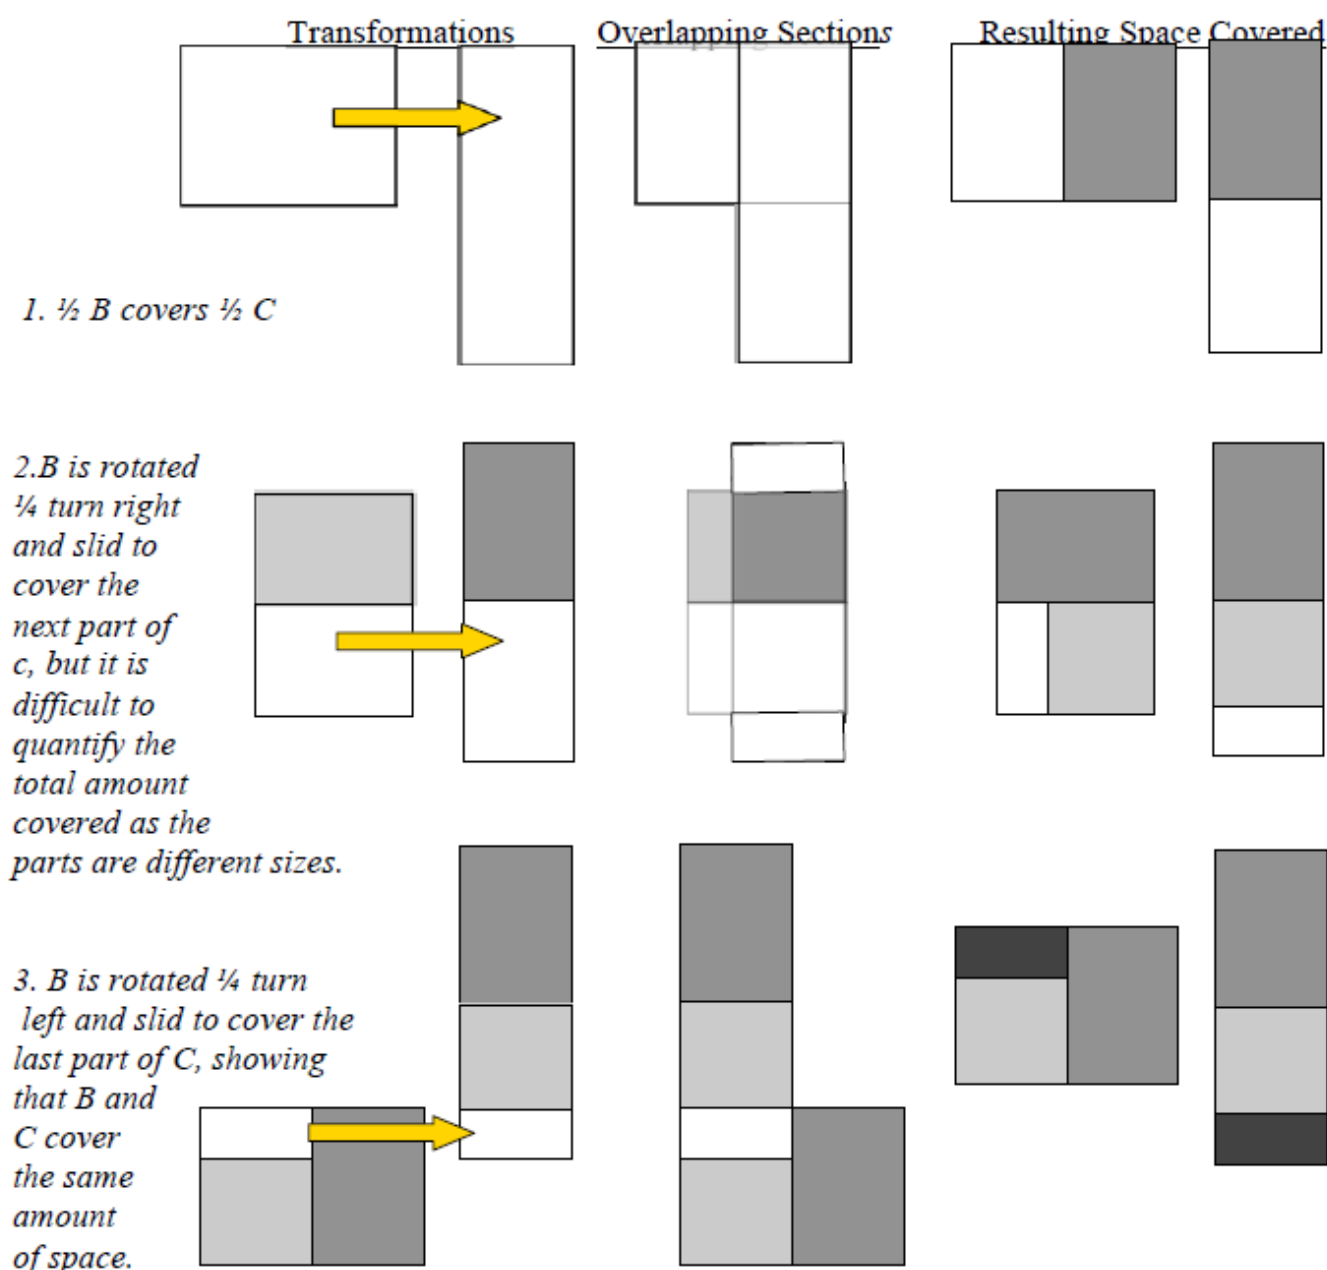 Transformations Overlapping Sections Resulting Space Covered
1. ½ B covers ½ C
2.B is rotated
¼ turn right
and slid to
cover the
next part of
c, but it is
difficult to
quantify the
total amount
covered as the
parts are different sizes.
3. B is rotated ¼ turn
left and slid to cover the
last part of C, showing
that B and
C cover
the same
amount
of space.